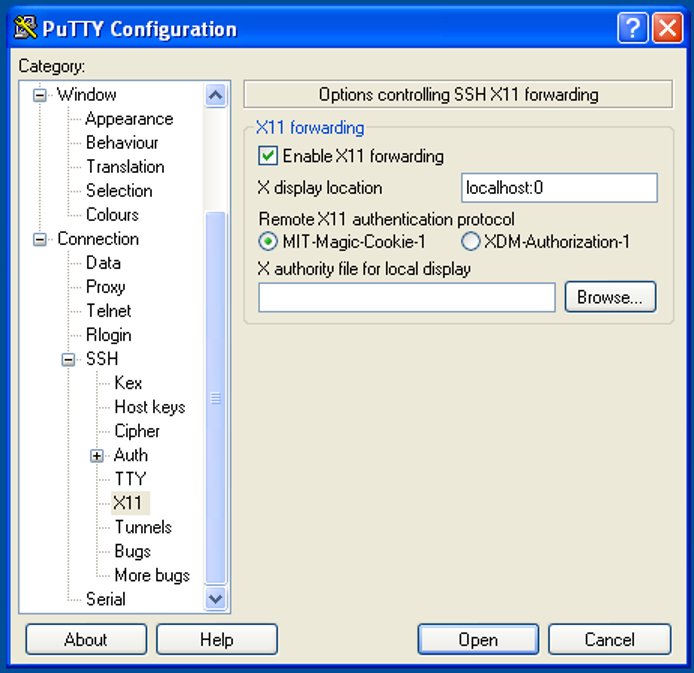 PuTTY Configuration
Category:
Window
Appearance
Behaviour
Translation
Selection
Colours
Connection
Data
Proxy
Telnet
Rlogin
SSH
Kex
Host keys
Cipher
Auth
TTY
X11
Tunnels
Bugs
More bugs
Serial
Options controlling SSH X11 forwarding
X11 forwarding
Enable X11 forwarding
X display location localhost:0
Remote X11 authentication protocol
MIT-Magic-Cookie-1 XDM-Authorization-1
X authority file for local display
Browse...
About Help Open Cancel